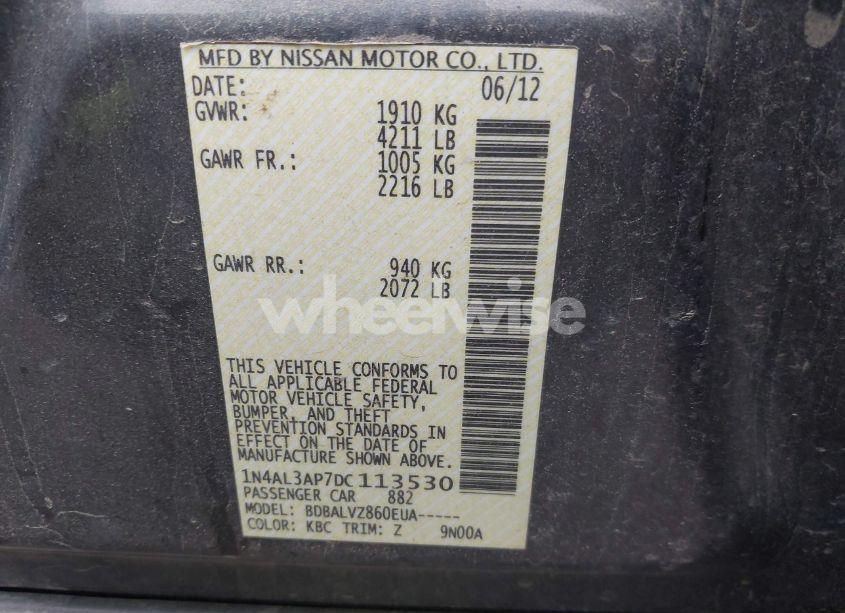 MFD BY NISSAN MOTOR CO., LTD.
DATE: 06/12
GVWR: 1910 KG
4211 LB
GAWR FR.: 1005 KG
2216 LB
GAWR RR.: 940 KG
2072 LB
wheelwise
THIS VEHICLE CONFORMS TO
ALL APPLICABLE FEDERAL
MOTOR VEHICLE SAFETY,
BUMPER, AND THEFT
PREVENTION STANDARDS IN
EFFECT ON THE DATE OF
MANUFACTURE SHOWN ABOVE.
1N4AL3AP7DC113530
PASSENGER CAR 882
MODEL: BDBALVZ860EUA-----
COLOR: KBC TRIM: Z 9N00A